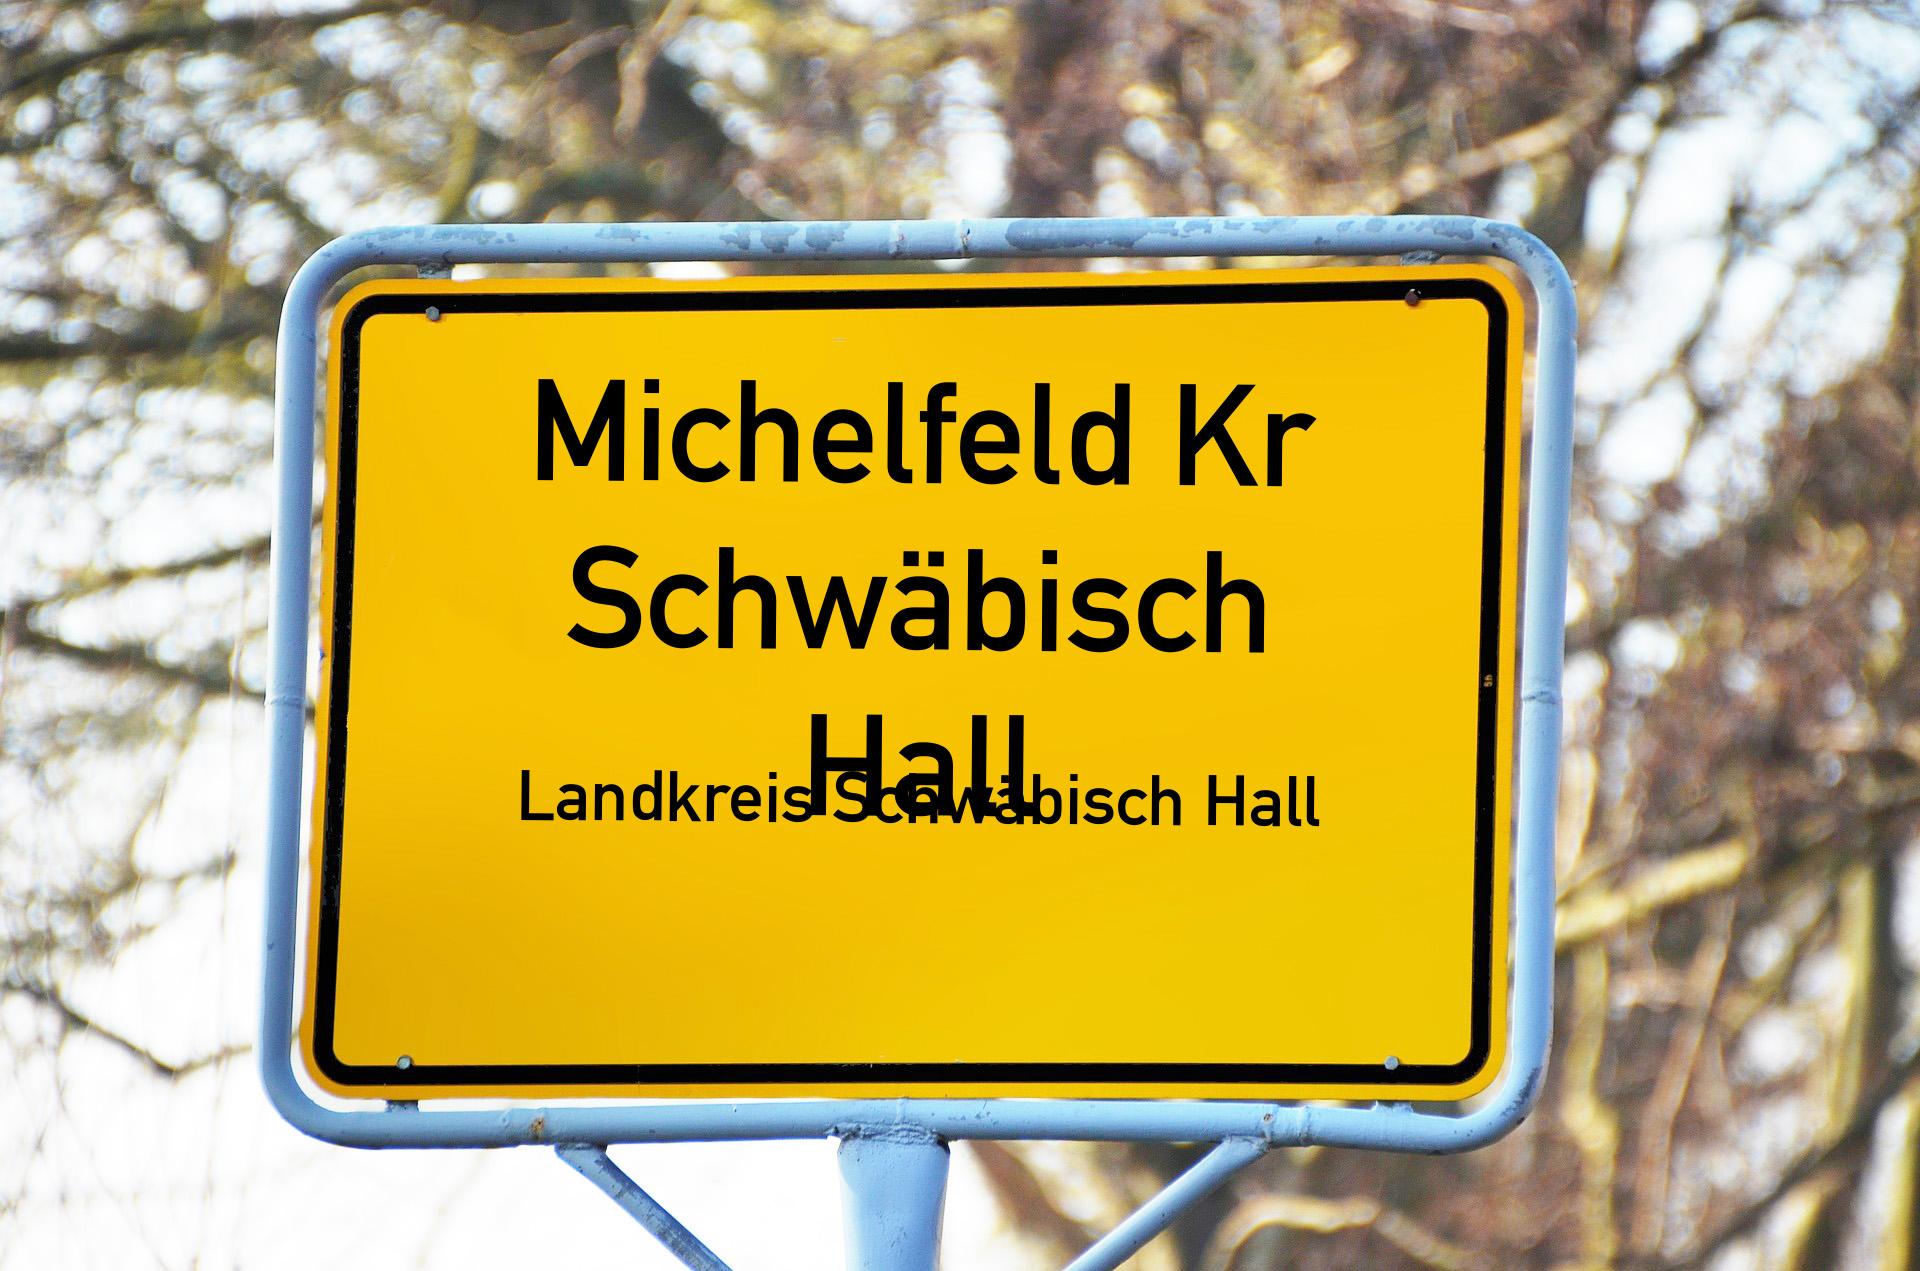 Michelfeld Kr
Schwäbisch
Hall
Landkreis Schwäbisch Hall